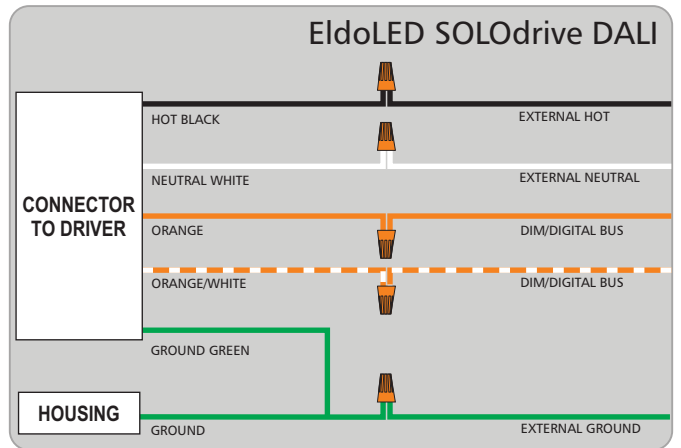 EldoLED SOLOdrive DALI
HOT BLACK
EXTERNAL HOT
NEUTRAL WHITE
EXTERNAL NEUTRAL
CONNECTOR
TO DRIVER
ORANGE
DIM/DIGITAL BUS
ORANGE/WHITE
DIM/DIGITAL BUS
GROUND GREEN
HOUSING
GROUND
EXTERNAL GROUND